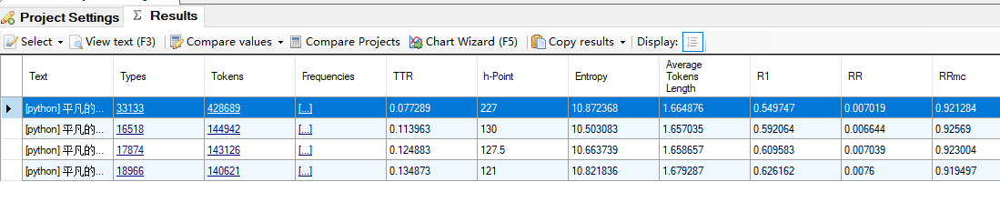 Project Settings Σ Results
Select View text (F3) Compare values Compare Projects Chart Wizard (F5) Copy results Display:
Text Types Tokens Frequencies TTR h-Point Entropy Average Tokens Length R1 RR RRmc
[python] 平凡的... 33133 428689 [...] 0.077289 227 10.872368 1.664876 0.549747 0.007019 0.921284
[python] 平凡的... 16518 144942 [...] 0.113963 130 10.503083 1.657035 0.592064 0.006644 0.92569
[python] 平凡的... 17874 143126 [...] 0.124883 127.5 10.663739 1.658657 0.609583 0.007039 0.923004
[python] 平凡的... 18966 140621 [...] 0.134873 121 10.821836 1.679287 0.626162 0.0076 0.919497